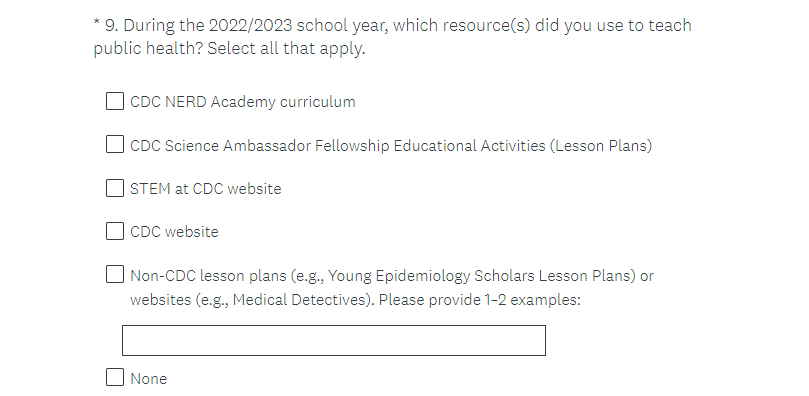 * 9. During the 2022/2023 school year, which resource(s) did you use to teach
public health? Select all that apply.
CDC NERD Academy curriculum
CDC Science Ambassador Fellowship Educational Activities (Lesson Plans)
STEM at CDC website
CDC website
Non-CDC lesson plans (e.g., Young Epidemiology Scholars Lesson Plans) or
websites (e.g., Medical Detectives). Please provide 1-2 examples:
None